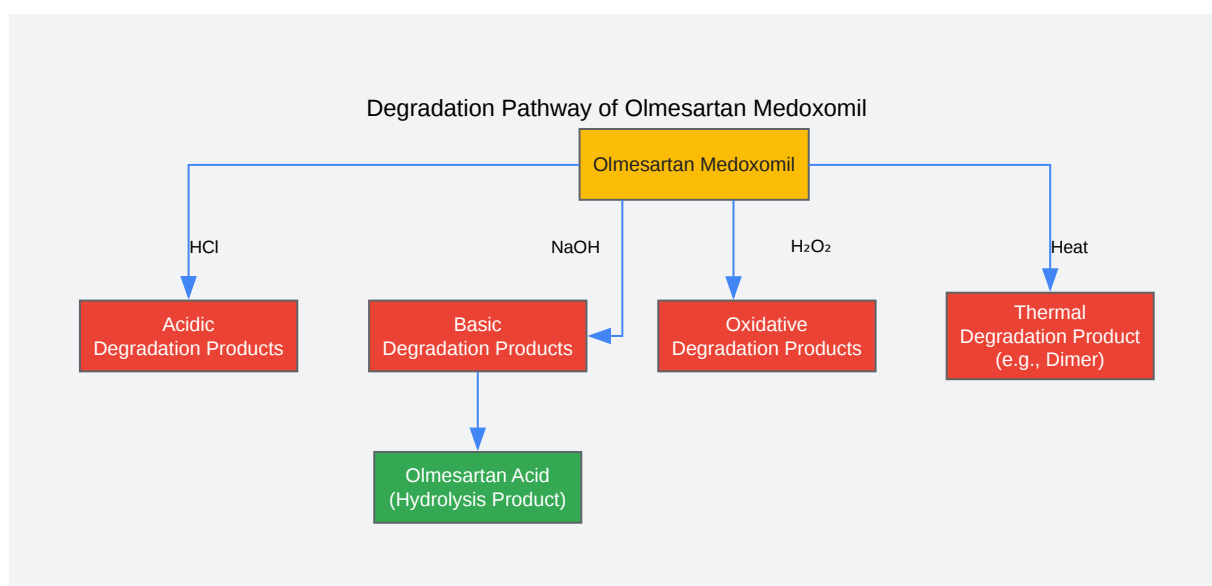 Degradation Pathway of Olmesartan Medoxomil
Olmesartan Medoxomil
HCl
NaOH
H₂O₂
Heat
Acidic
Degradation Products
Basic
Degradation Products
Oxidative
Degradation Products
Thermal
Degradation Product
(e.g., Dimer)
Olmesartan Acid
(Hydrolysis Product)